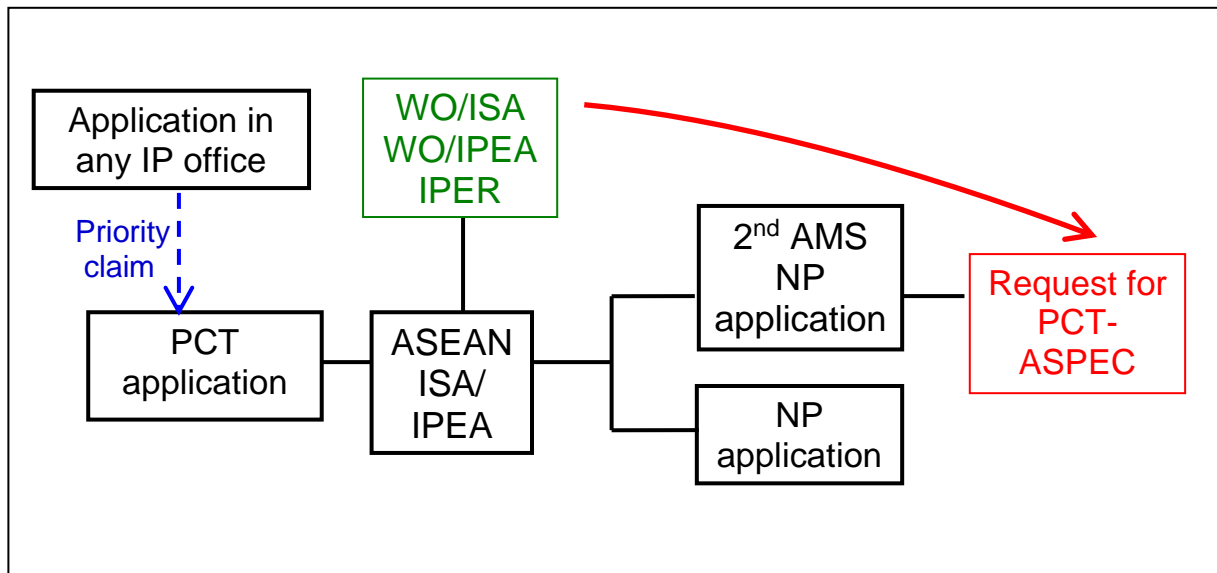 Application in
any IP office
Priority
claim
PCT
application
WO/ISA
WO/IPEA
IPER
ASEAN
ISA/
IPEA
2nd AMS
NP
application
NP
application
Request for
PCT-
ASPEC